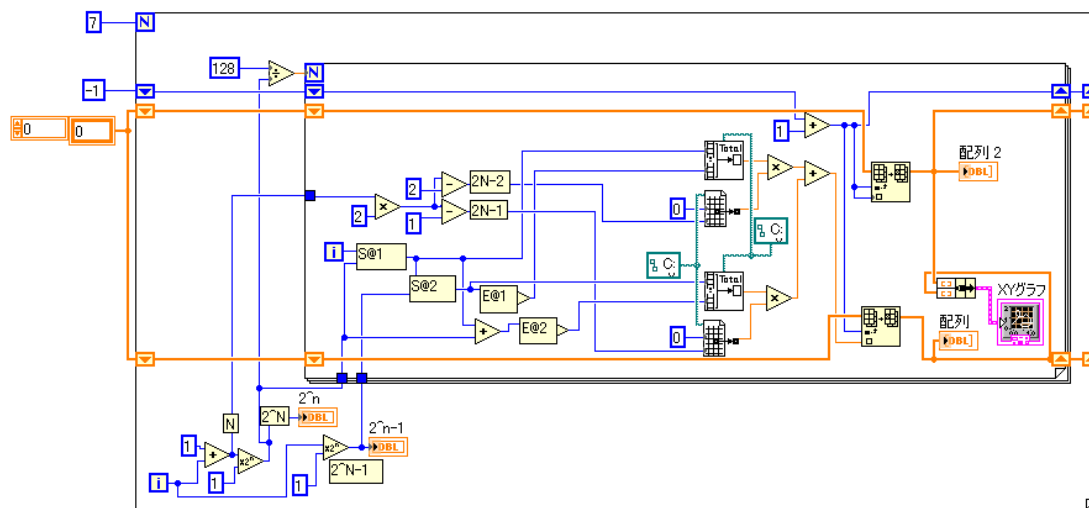 7
N
128
÷
N
-1
0
0
1
+
Total
×
+
配列 2
DBL
2
-
2N-2
0
2
×
1
-
2N-1
C:
i
S@1
C:
S@2
E@1
Total
×
XYグラフ
+
E@2
0
配列
DBL
2^n
N
2^N
DBL
2^n-1
1
+
x2ⁿ
x2ⁿ
DBL
i
1
1
2^N-1